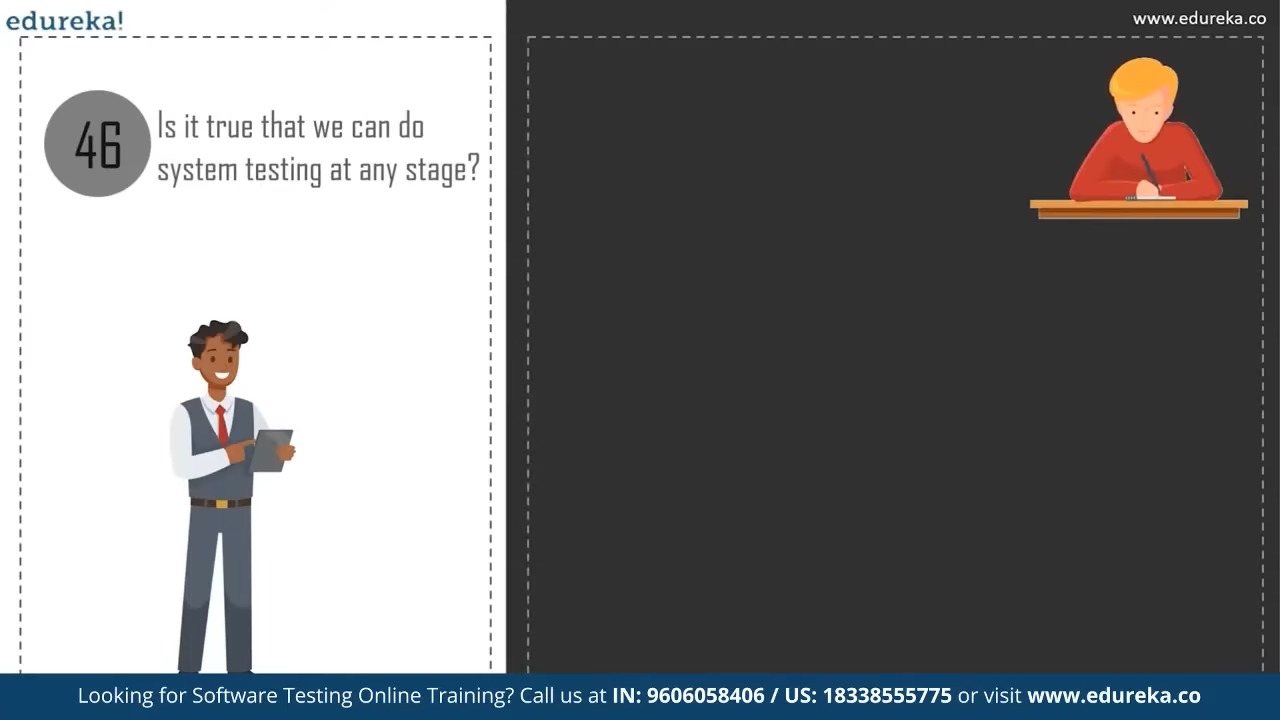 edureka!
www.edureka.co
46
Is it true that we can do
system testing at any stage?
Looking for Software Testing Online Training? Call us at IN: 9606058406 / US: 18338555775 or visit www.edureka.co